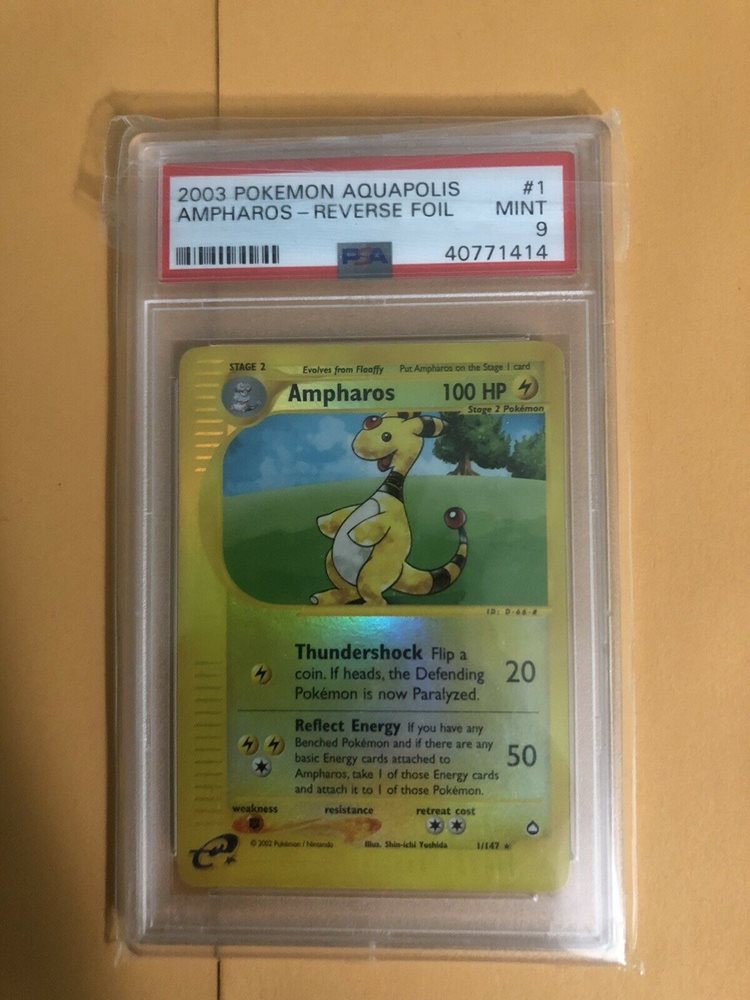 2003 POKEMON AQUAPOLIS #1
AMPHAROS – REVERSE FOIL MINT
9
PSA 40771414
STAGE 2 Evolves from Flaaffy Put Ampharos on the Stage 1 card
Ampharos 100 HP
Stage 2 Pokémon
ID: D-66-#
Thundershock Flip a
coin. If heads, the Defending 20
Pokémon is now Paralyzed.
Reflect Energy If you have any
Benched Pokémon and if there are any
basic Energy cards attached to 50
Ampharos, take 1 of those Energy cards
and attach it to 1 of those Pokémon.
weakness resistance retreat cost
e © 2002 Pokémon / Nintendo Illus. Shin-ichi Yoshida 1/147 ★